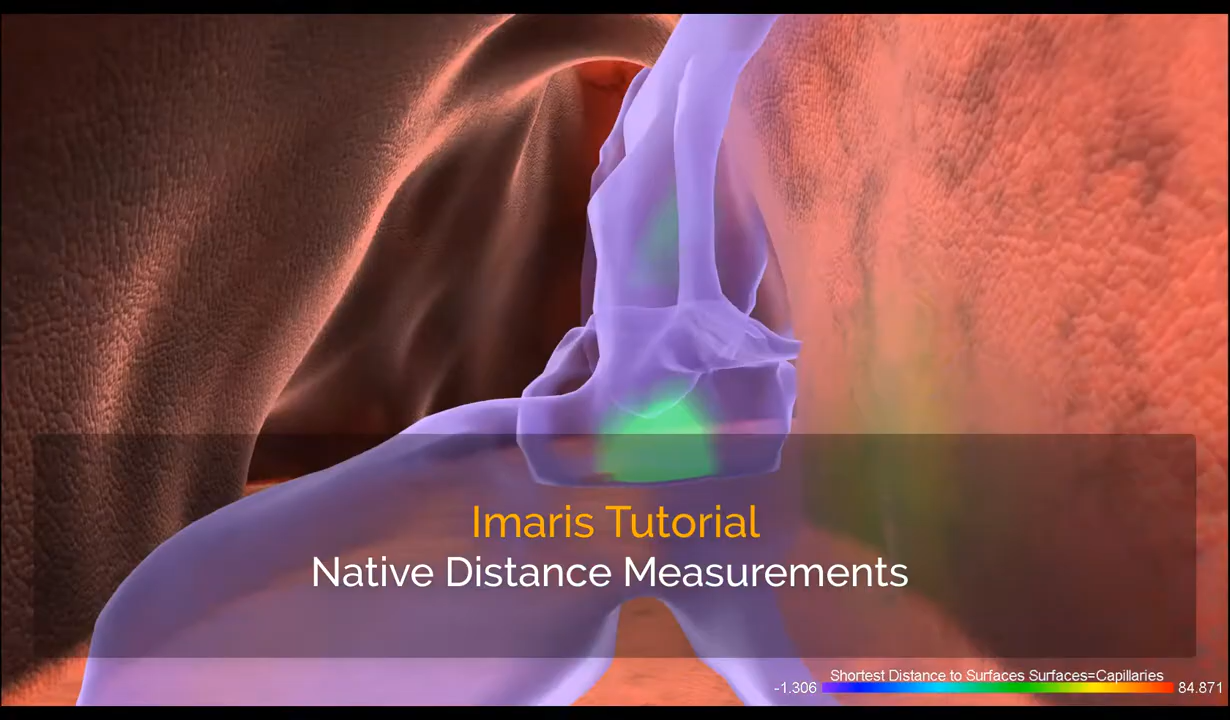 Imaris Tutorial
Native Distance Measurements
Shortest Distance to Surfaces Surfaces=Capillaries
-1.306 84.871